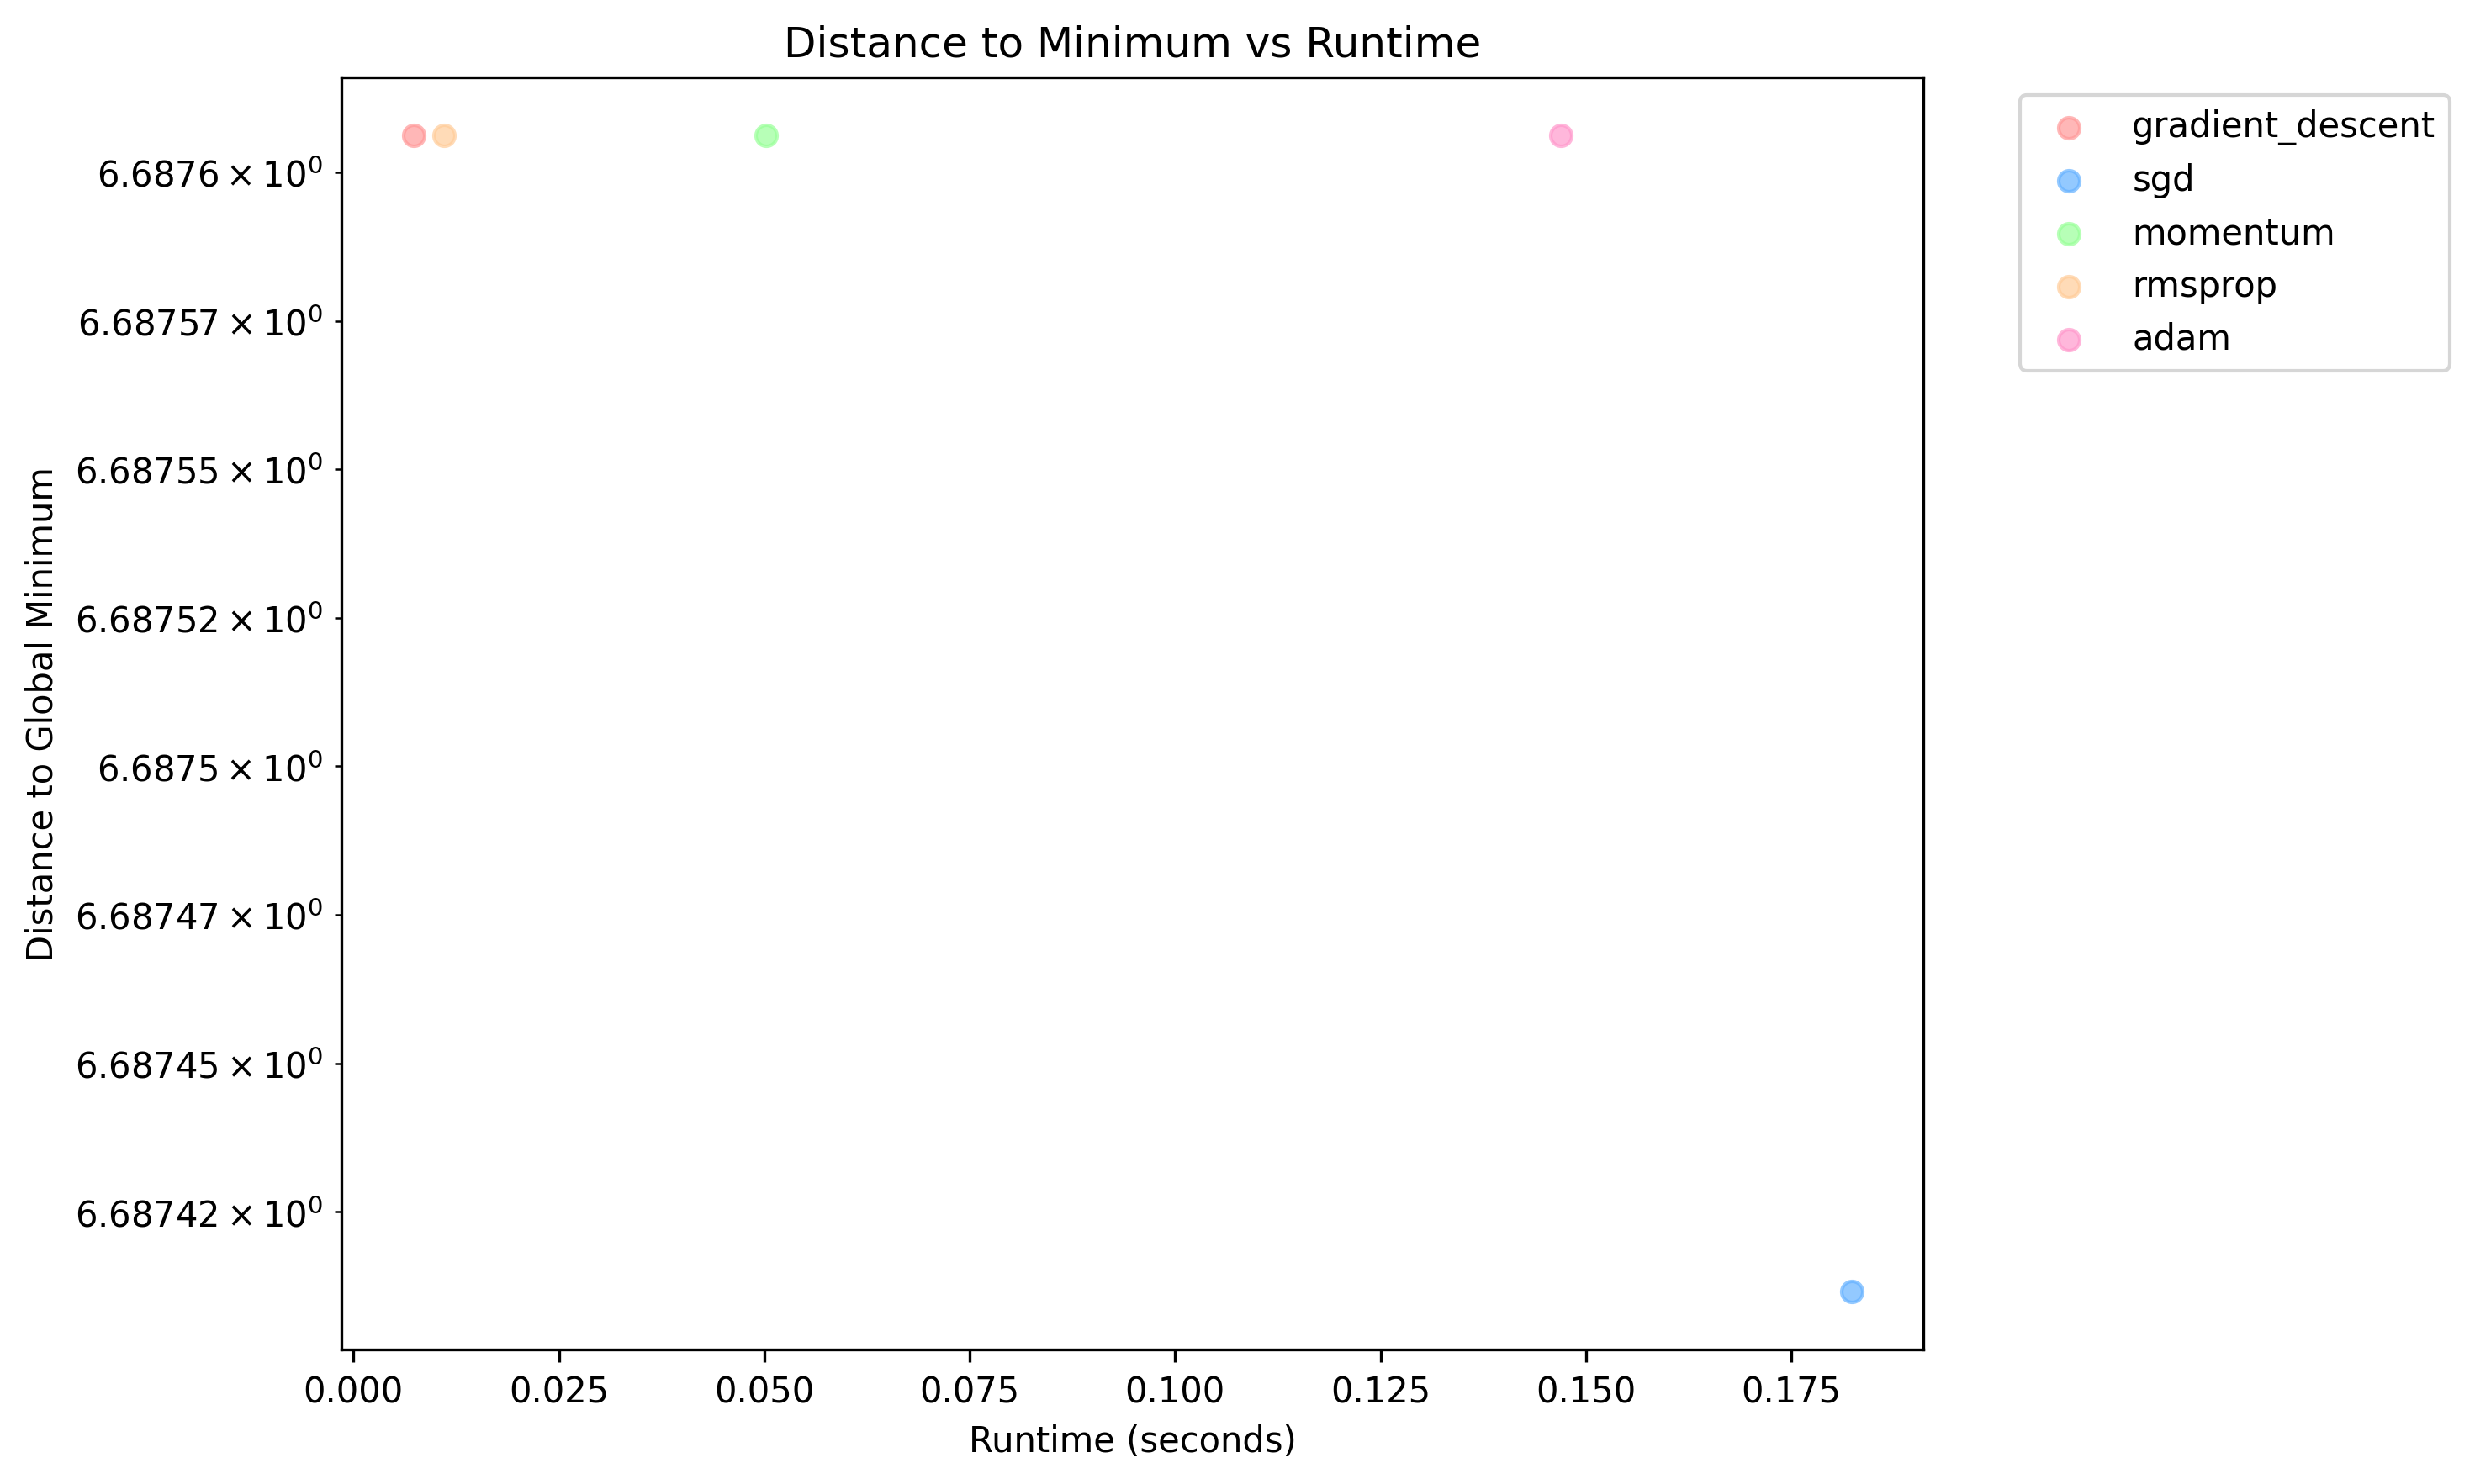 Distance to Minimum vs Runtime
Distance to Global Minimum
6.6876 × 10⁰
6.68757 × 10⁰
6.68755 × 10⁰
6.68752 × 10⁰
6.6875 × 10⁰
6.68747 × 10⁰
6.68745 × 10⁰
6.68742 × 10⁰
0.000 0.025 0.050 0.075 0.100 0.125 0.150 0.175
Runtime (seconds)
gradient_descent
sgd
momentum
rmsprop
adam